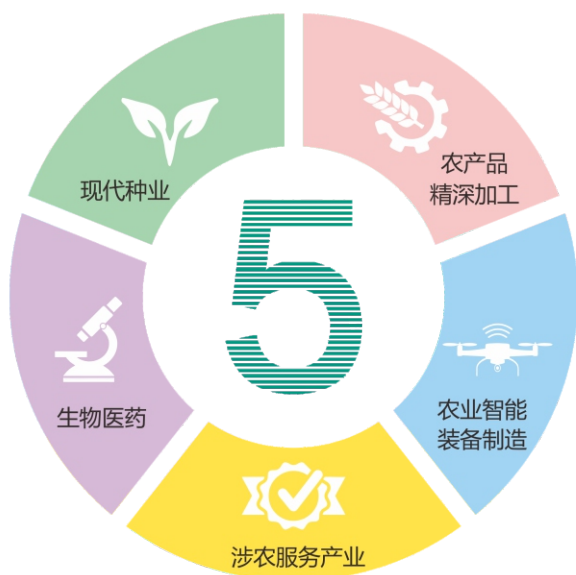 现代种业
农产品
精深加工
5
生物医药
农业智能
装备制造
涉农服务产业